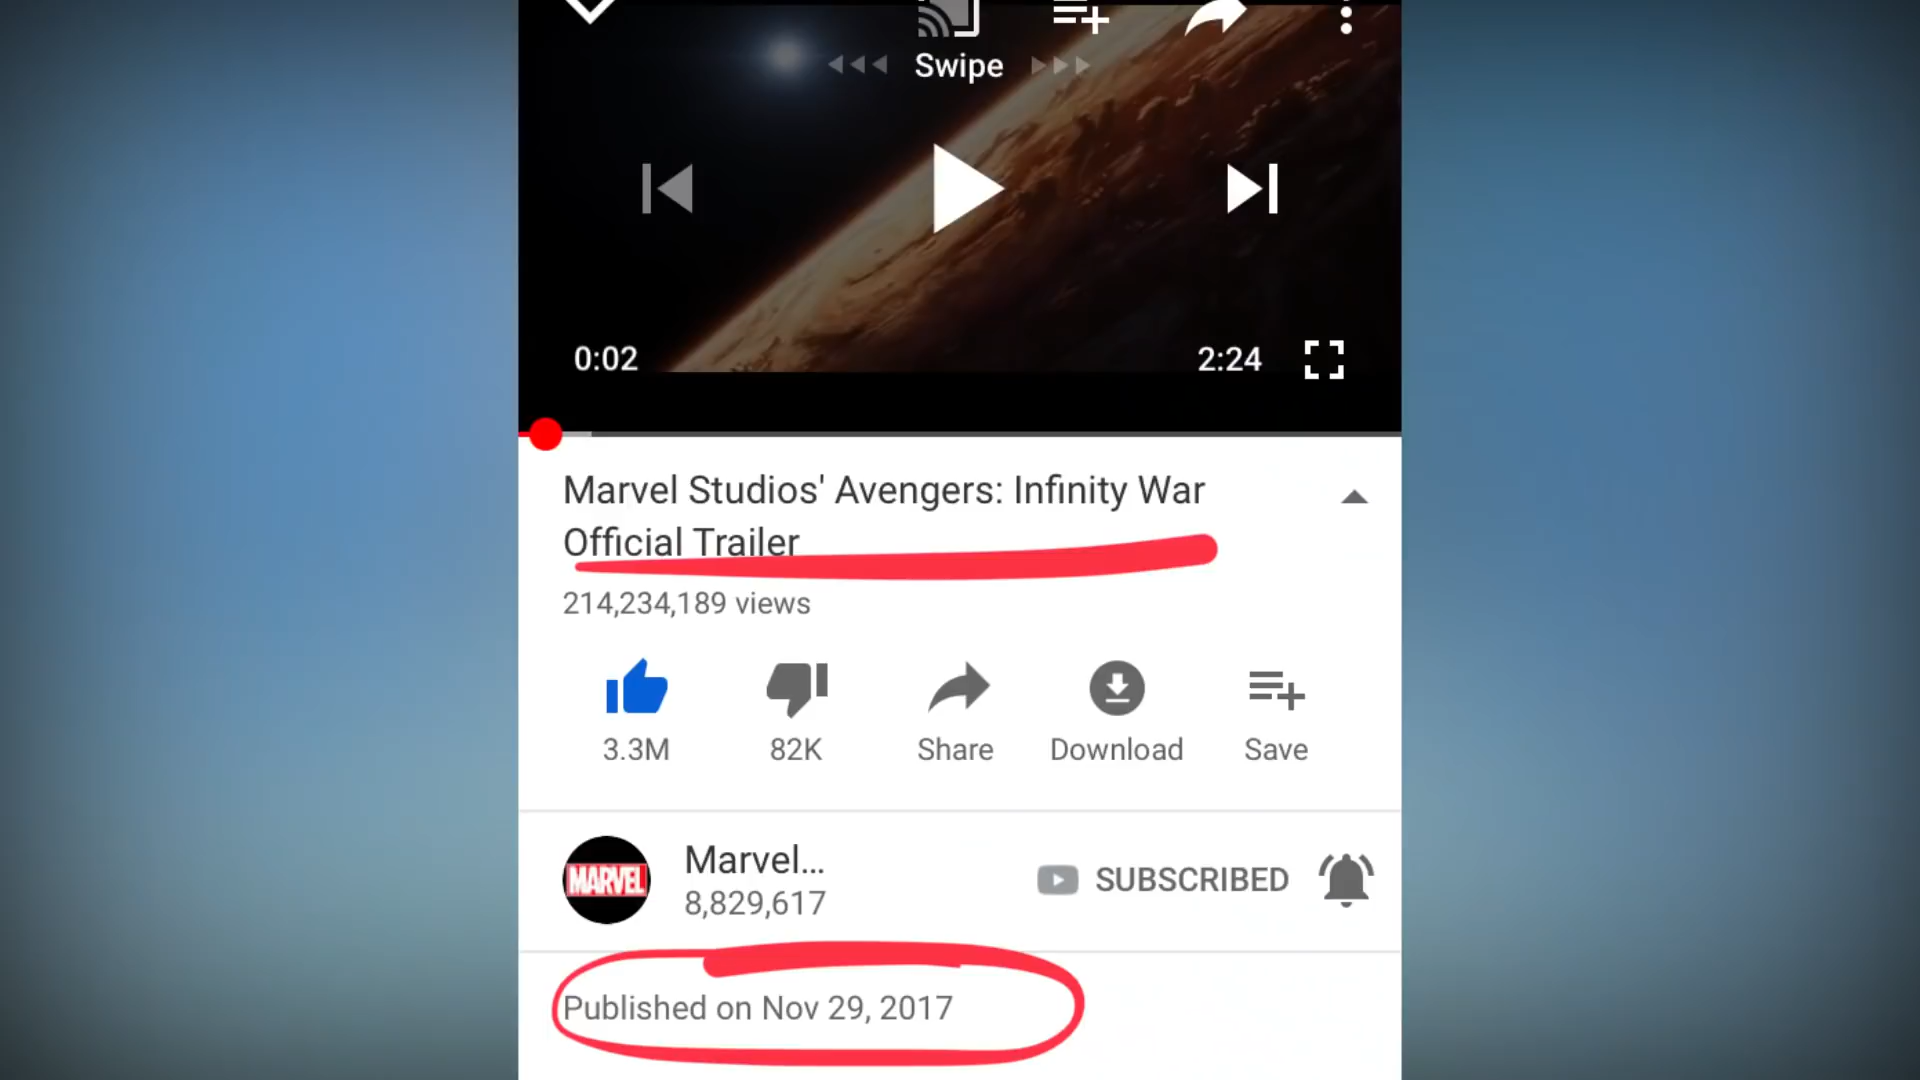 Swipe
0:02
2:24
Marvel Studios' Avengers: Infinity War
Official Trailer
214,234,189 views
3.3M
82K
Share
Download
Save
MARVEL
Marvel...
8,829,617
SUBSCRIBED
Published on Nov 29, 2017